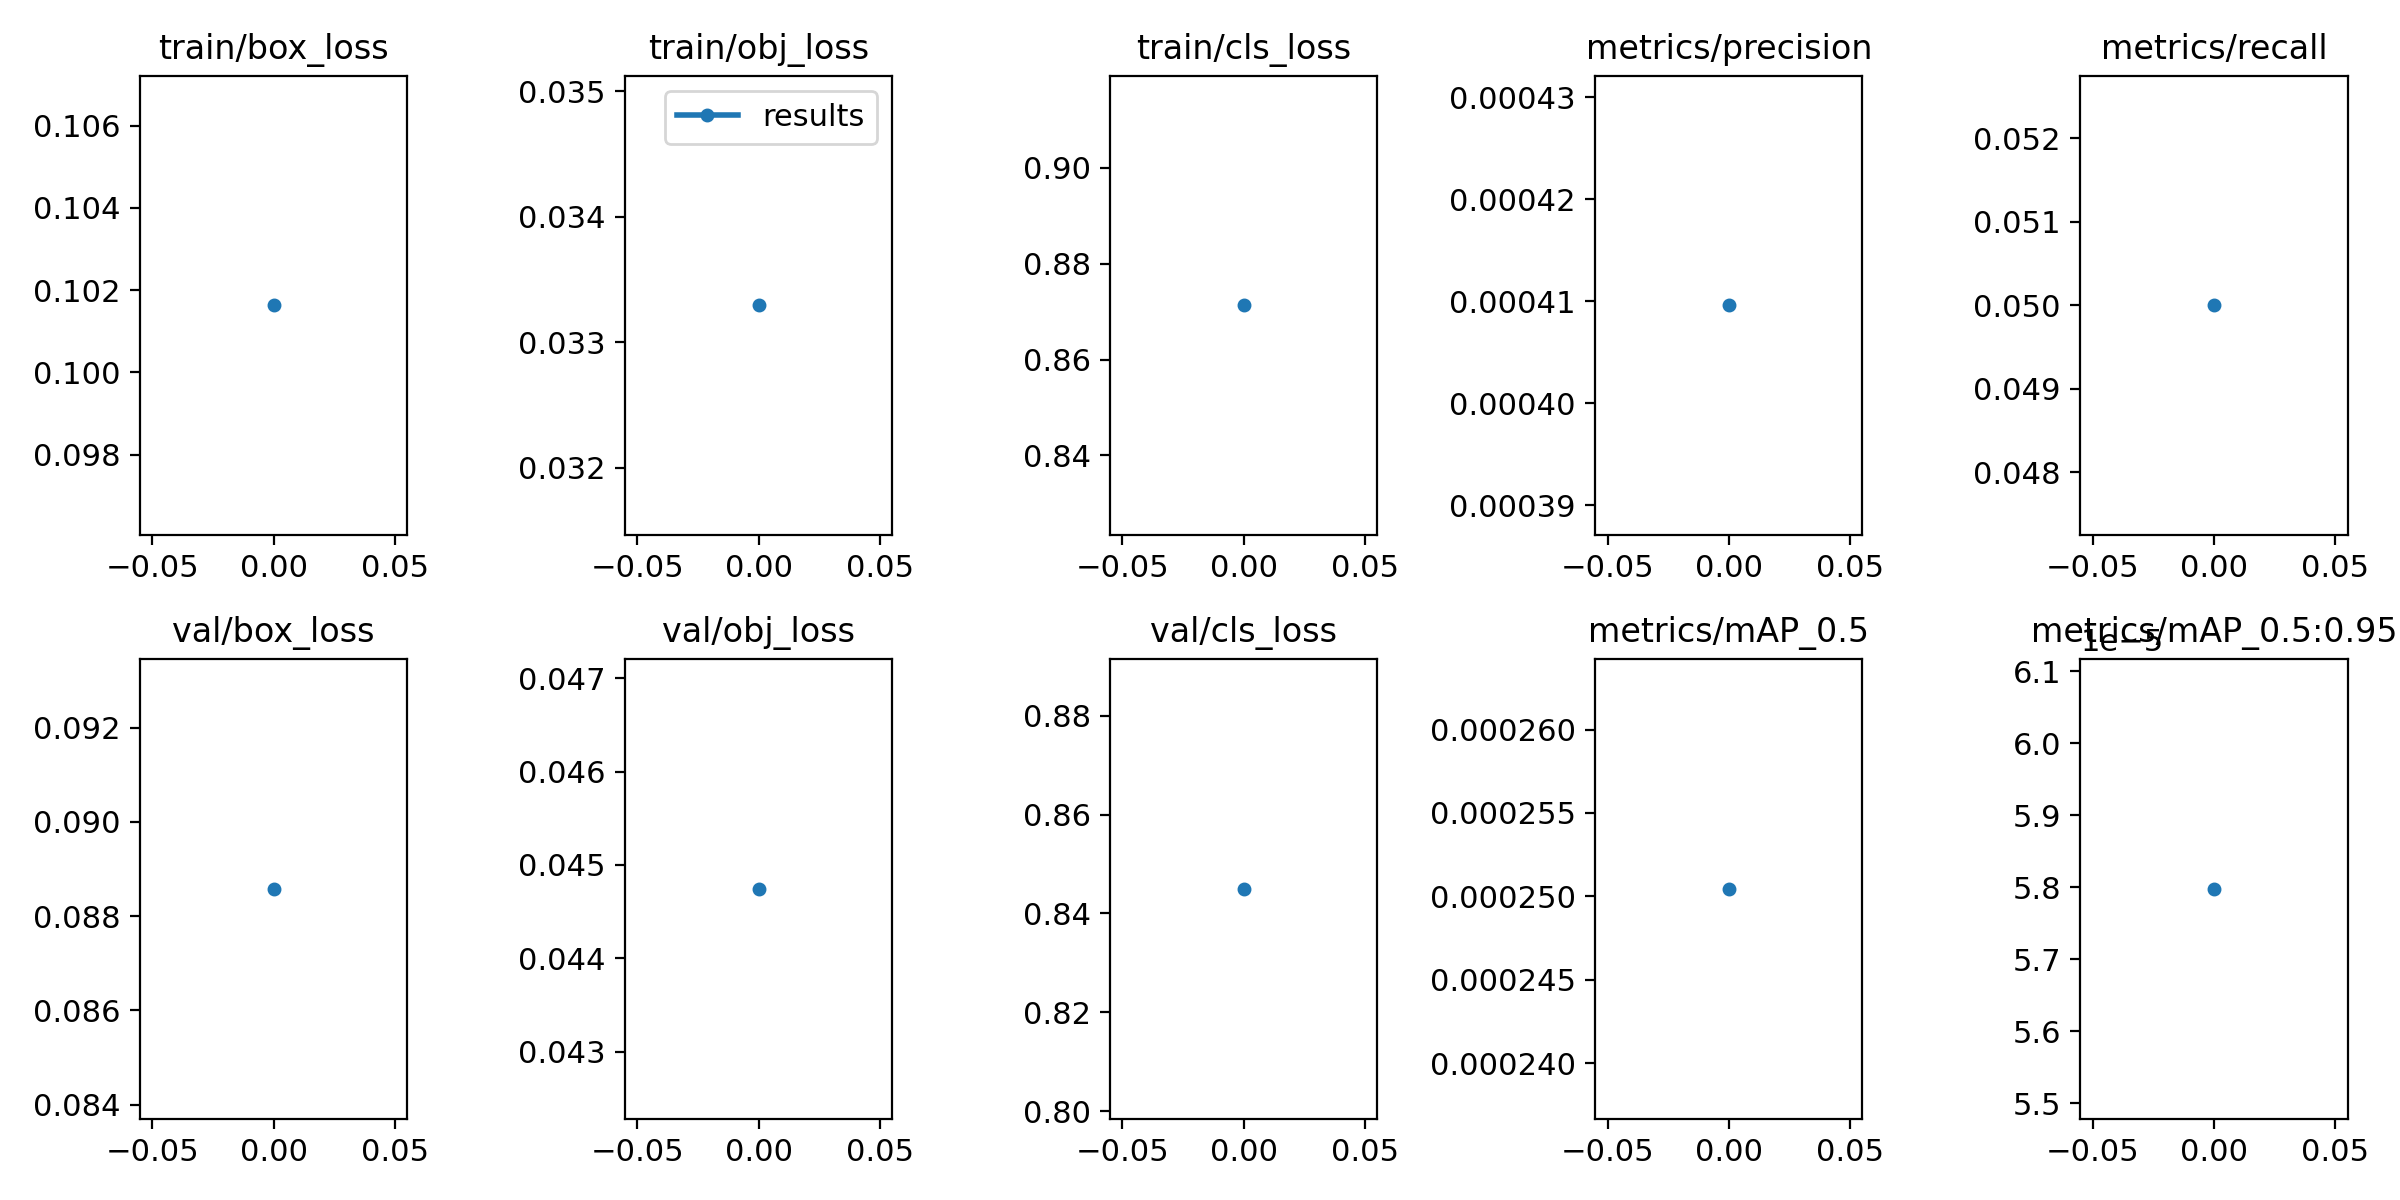 train/box_loss
0.106
0.104
0.102
0.100
0.098
−0.05 0.00 0.05
train/obj_loss
results
0.035
0.034
0.033
0.032
−0.05 0.00 0.05
train/cls_loss
0.90
0.88
0.86
0.84
−0.05 0.00 0.05
metrics/precision
0.00043
0.00042
0.00041
0.00040
0.00039
−0.05 0.00 0.05
metrics/recall
0.052
0.051
0.050
0.049
0.048
−0.05 0.00 0.05
val/box_loss
0.092
0.090
0.088
0.086
0.084
−0.05 0.00 0.05
val/obj_loss
0.047
0.046
0.045
0.044
0.043
−0.05 0.00 0.05
val/cls_loss
0.88
0.86
0.84
0.82
0.80
−0.05 0.00 0.05
metrics/mAP_0.5
0.000260
0.000255
0.000250
0.000245
0.000240
−0.05 0.00 0.05
metrics/mAP_0.5:0.95
1e−5
6.1
6.0
5.9
5.8
5.7
5.6
5.5
−0.05 0.00 0.05